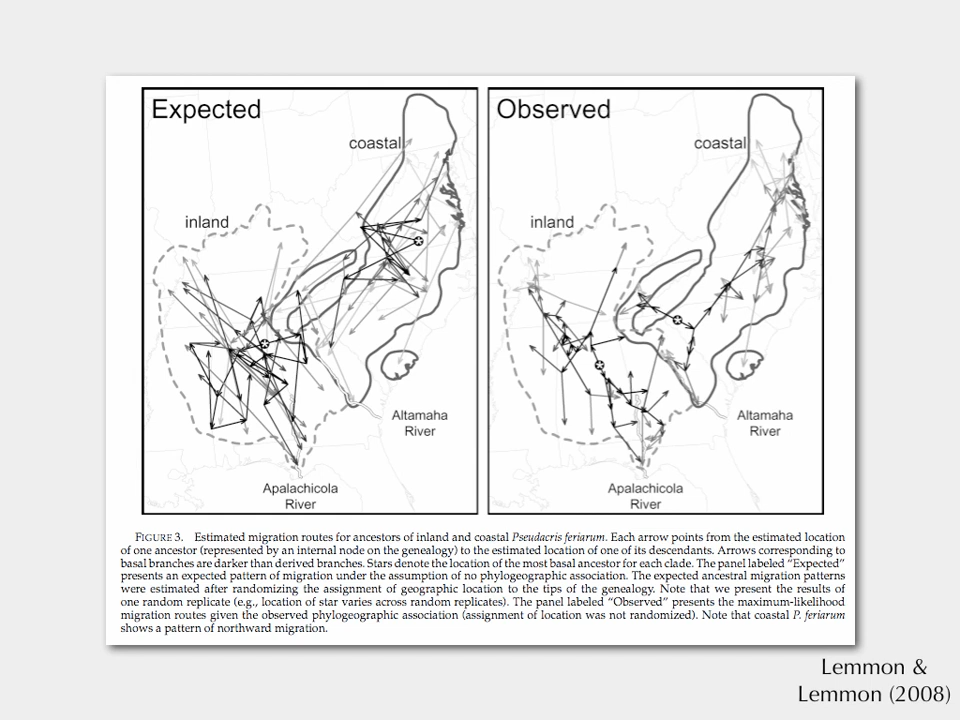 Expected
coastal
inland
Altamaha
River
Apalachicola
River
Observed
coastal
inland
Altamaha
River
Apalachicola
River
FIGURE 3. Estimated migration routes for ancestors of inland and coastal Pseudacris feriarum. Each arrow points from the estimated location
of one ancestor (represented by an internal node on the genealogy) to the estimated location of one of its descendants. Arrows corresponding to
basal branches are darker than derived branches. Stars denote the location of the most basal ancestor for each clade. The panel labeled “Expected”
presents an expected pattern of migration under the assumption of no phylogeographic association. The expected ancestral migration patterns
were estimated after randomizing the assignment of geographic location to the tips of the genealogy. Note that we present the results of
one random replicate (e.g., location of star varies across random replicates). The panel labeled “Observed” presents the maximum-likelihood
migration routes given the observed phylogeographic association (assignment of location was not randomized). Note that coastal P. feriarum
shows a pattern of northward migration.
Lemmon &
Lemmon (2008)